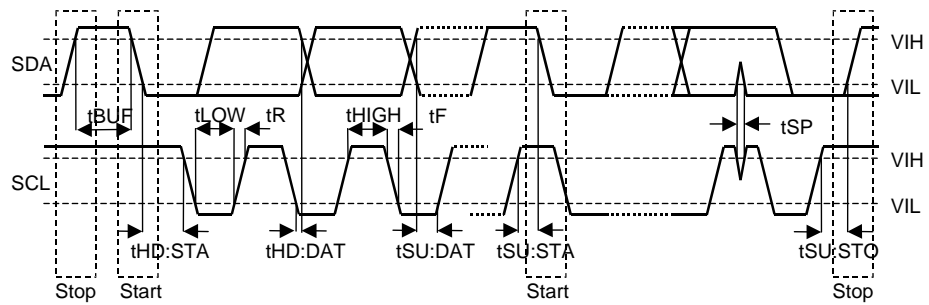 VIH
SDA
VIL
tBUF tLOW tR tHIGH tF tSP
VIH
SCL
VIL
tHD:STA tHD:DAT tSU:DAT tSU:STA tSU:STO
Stop Start Start Stop